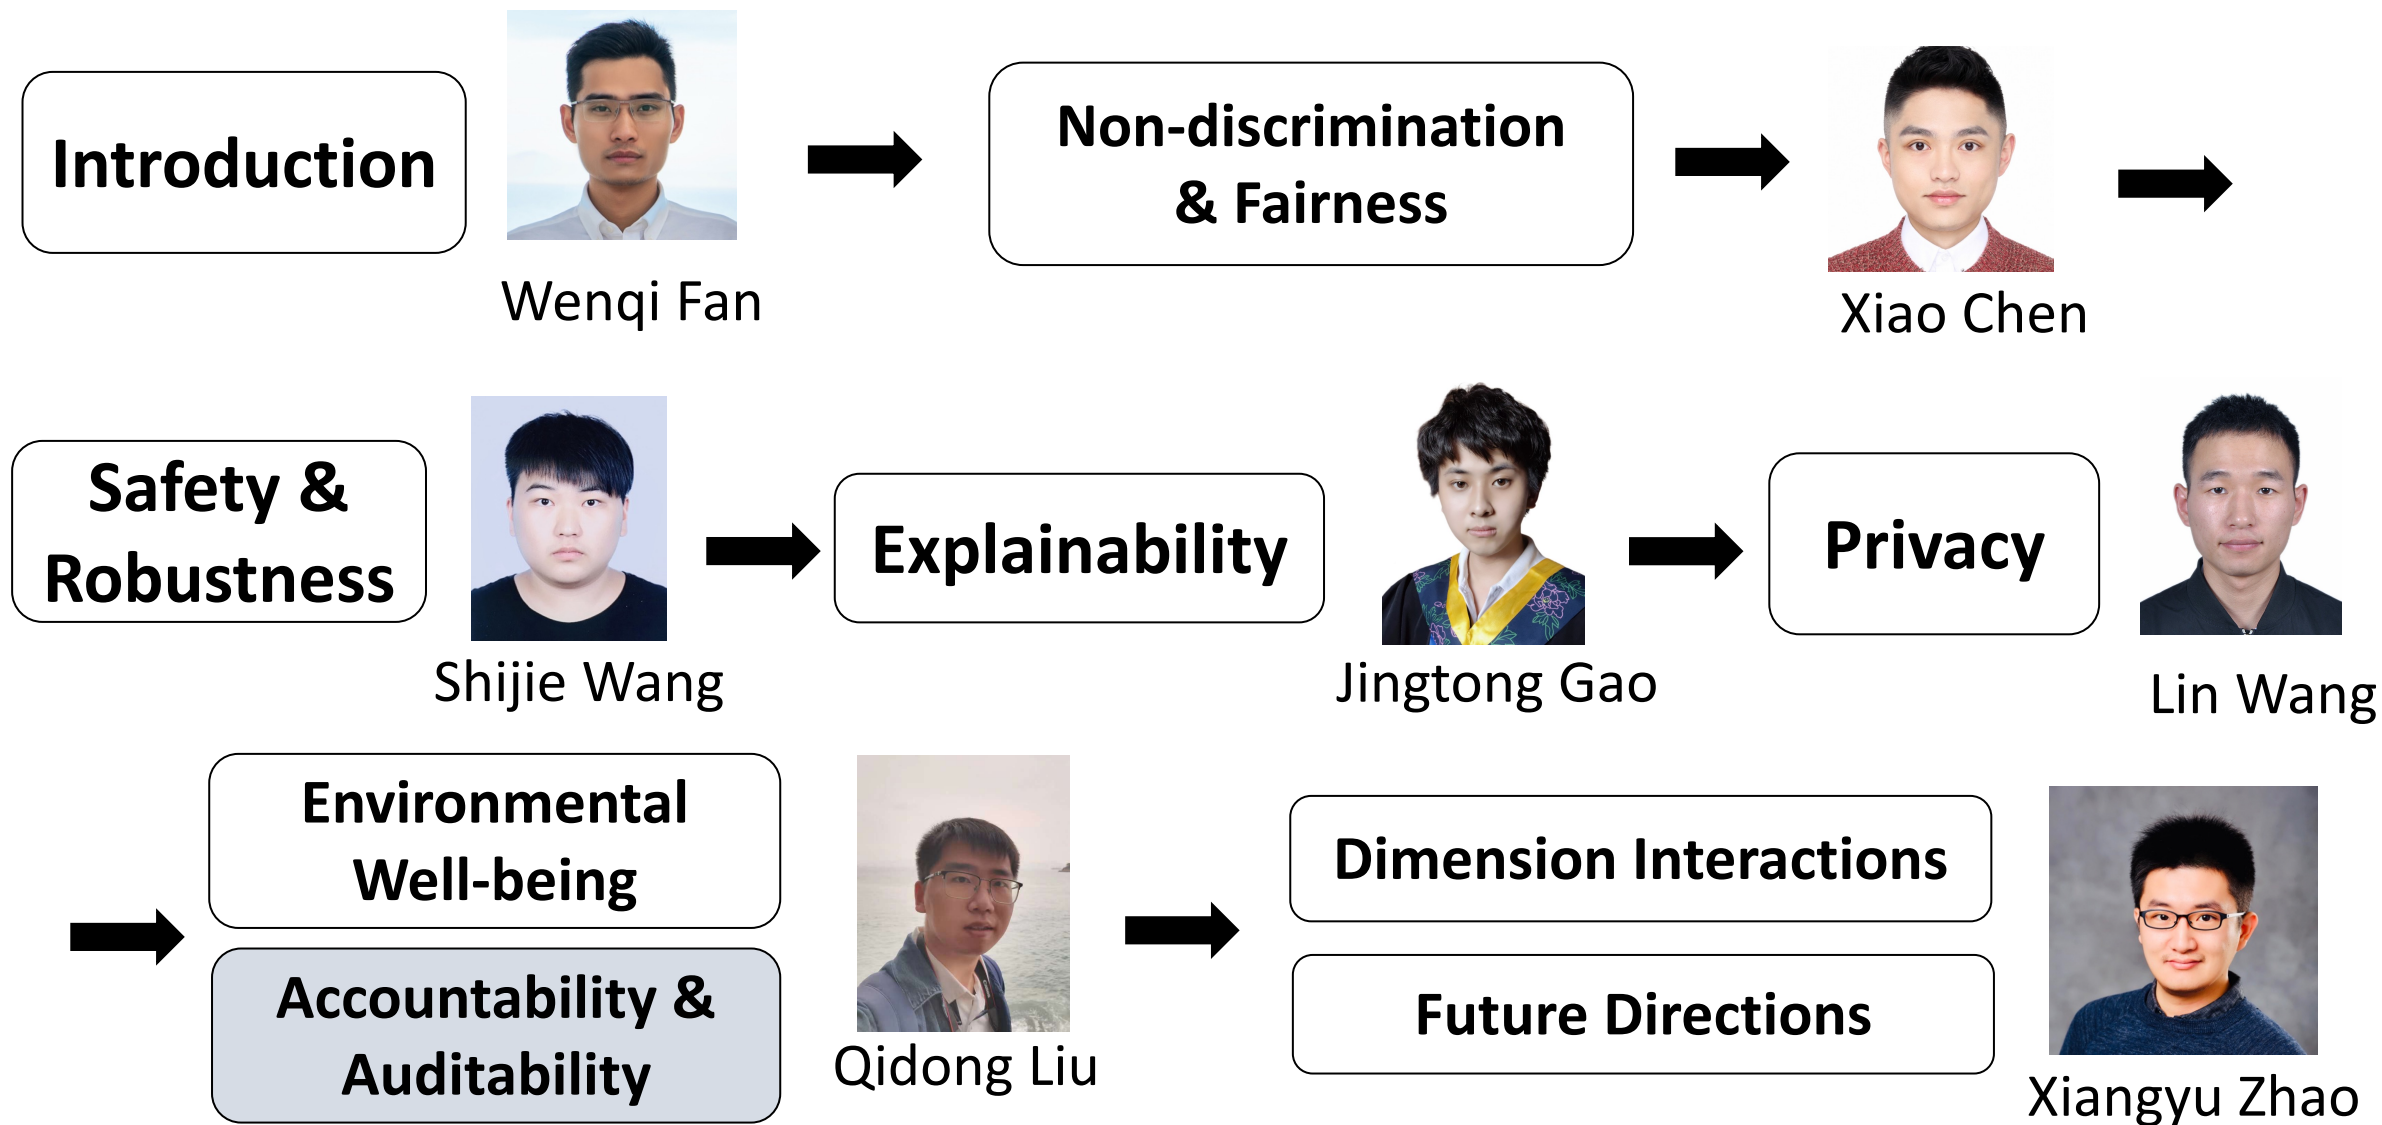 Introduction
Wenqi Fan
Non-discrimination
& Fairness
Xiao Chen
Safety &
Robustness
Shijie Wang
Explainability
Jingtong Gao
Privacy
Lin Wang
Environmental
Well-being
Accountability &
Auditability
Qidong Liu
Dimension Interactions
Future Directions
Xiangyu Zhao